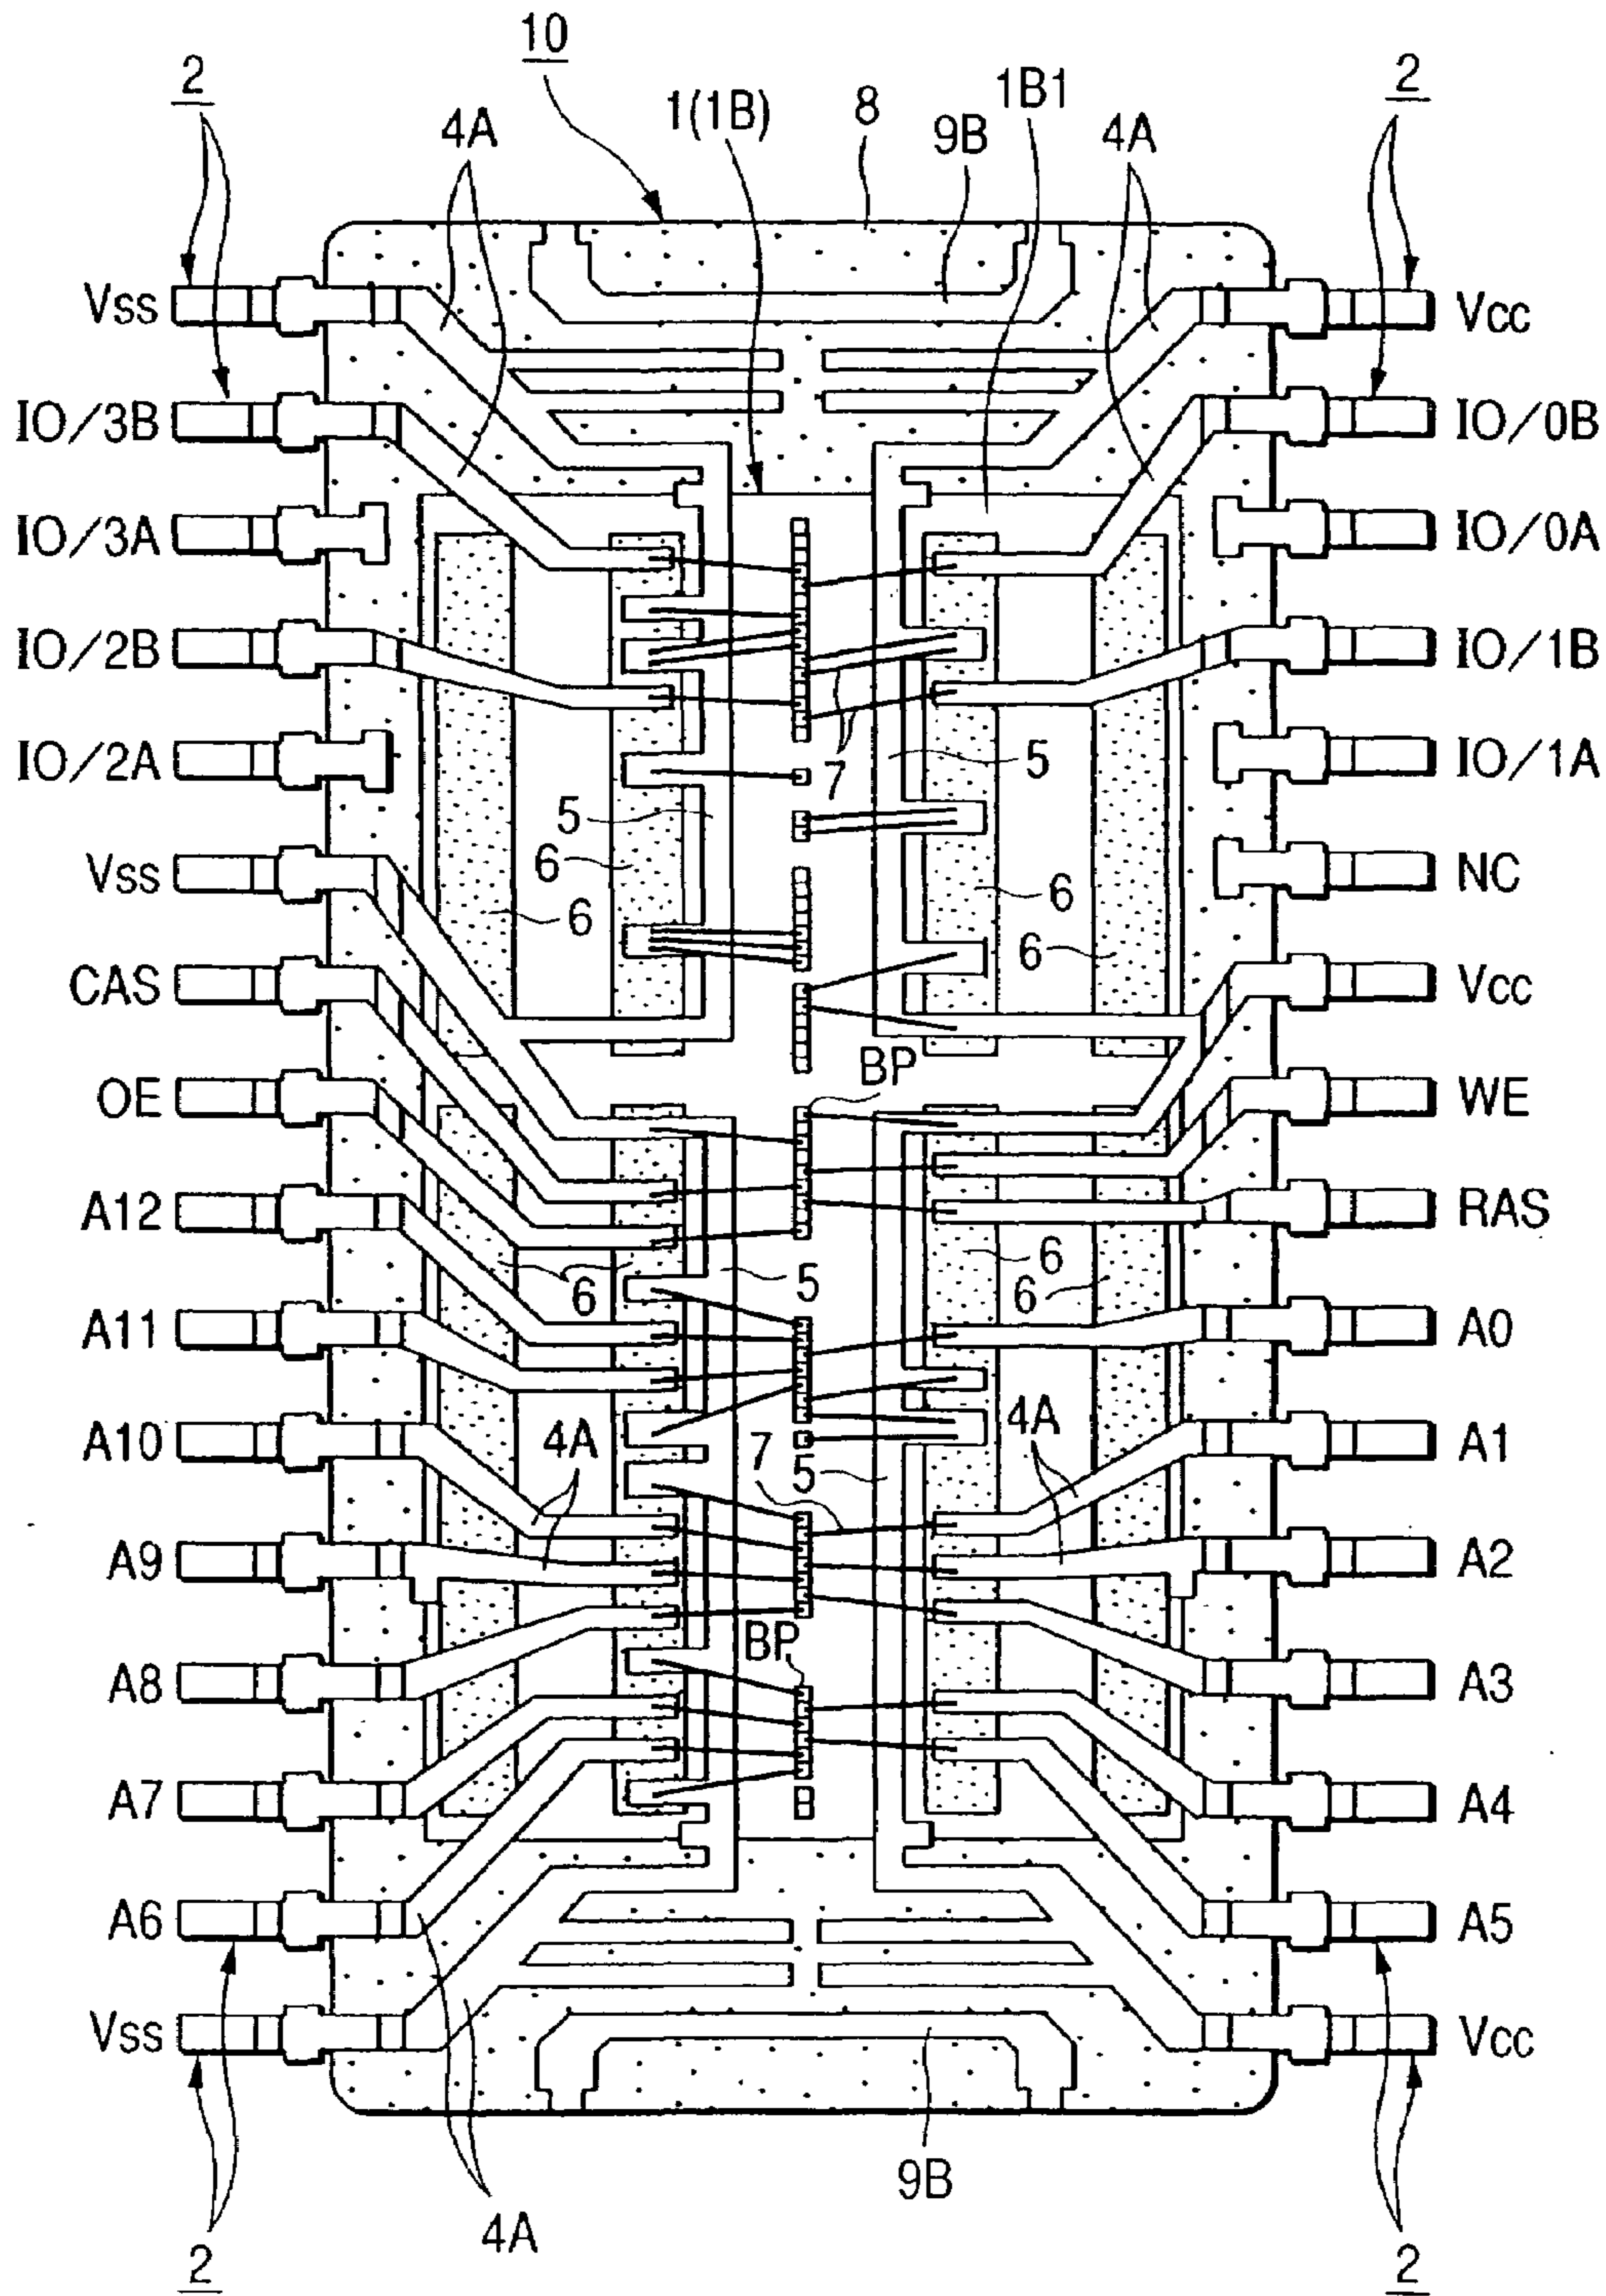 10
2
2
1(1B)
8
1B1
4A
9B
4A
Vss
Vcc
IO/3B
IO/0B
IO/3A
IO/0A
IO/2B
IO/1B
7
5
IO/2A
IO/1A
5
6
Vss
NC
6
6
6
CAS
Vcc
BP
OE
WE
A12
RAS
6
5
6
6
A11
A0
4A
4A
A10
A1
7
5
A9
A2
BP
A8
A3
A7
A4
A6
A5
Vss
Vcc
9B
4A
2
2